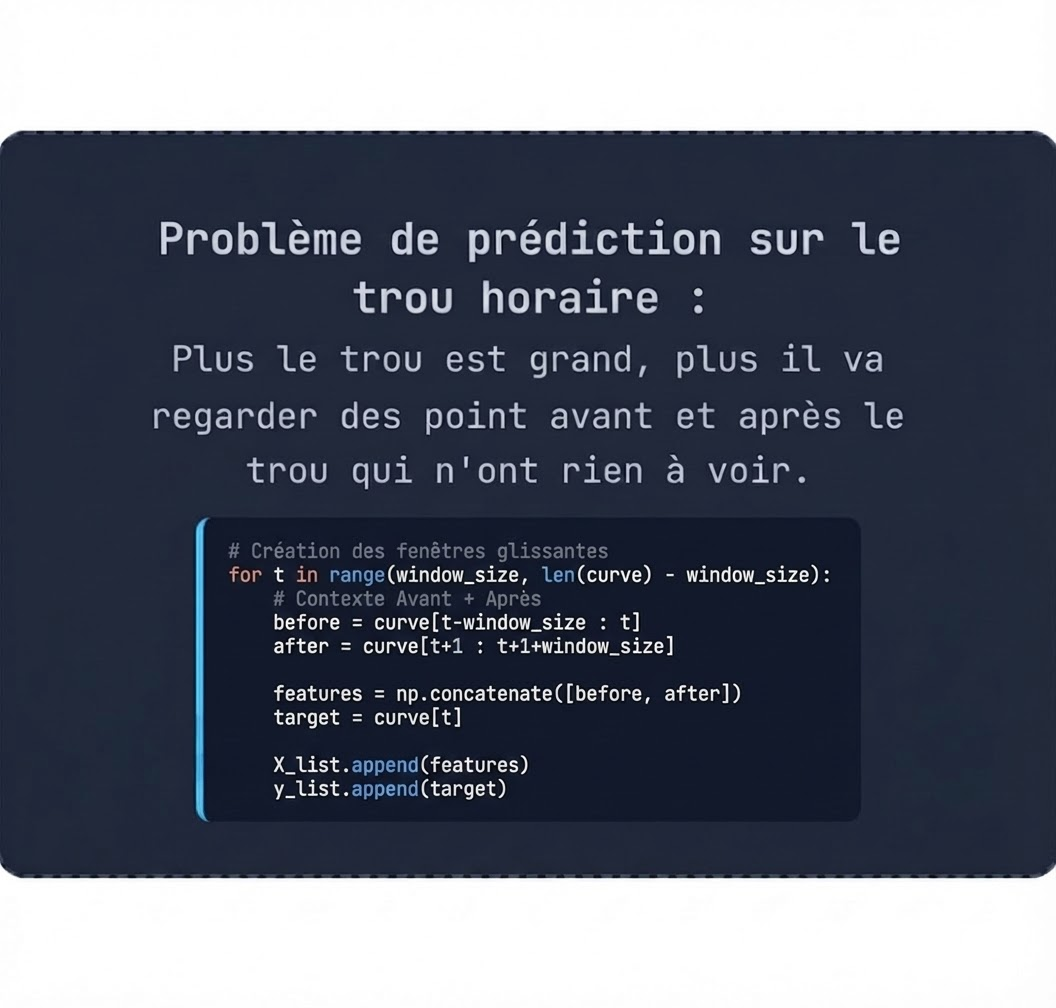 Problème de prédiction sur le
trou horaire :
Plus le trou est grand, plus il va
regarder des point avant et après le
trou qui n'ont rien à voir.
# Création des fenêtres glissantes
for t in range(window_size, len(curve) - window_size):
    # Contexte Avant + Après
    before = curve[t-window_size : t]
    after = curve[t+1 : t+1+window_size]
    features = np.concatenate([before, after])
    target = curve[t]
    X_list.append(features)
    y_list.append(target)